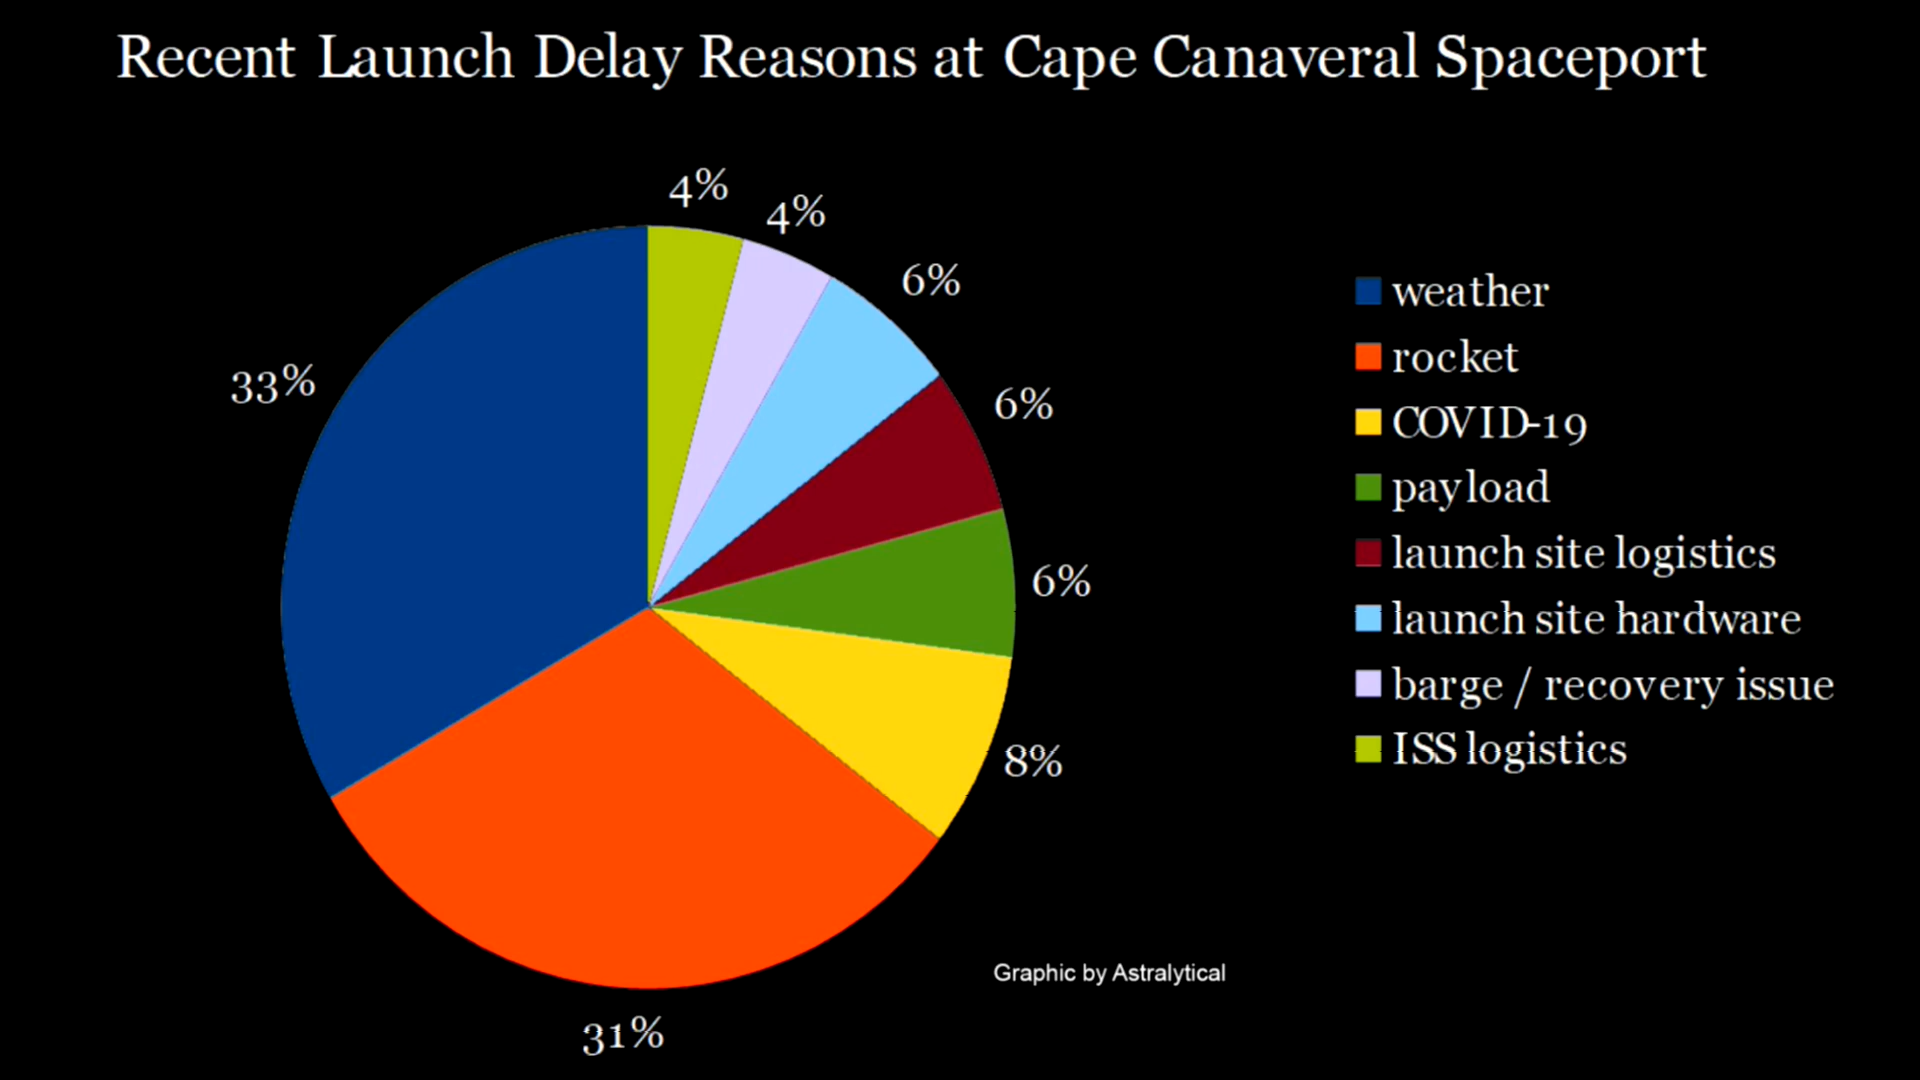 Recent Launch Delay Reasons at Cape Canaveral Spaceport
4%
4%
6%
6%
6%
8%
31%
33%
weather
rocket
COVID-19
payload
launch site logistics
launch site hardware
barge / recovery issue
ISS logistics
Graphic by Astralytical